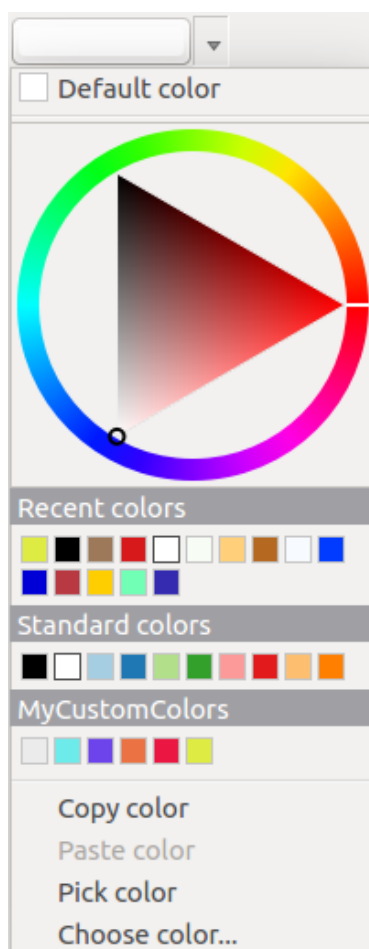 Default color
Recent colors
Standard colors
MyCustomColors
Copy color
Paste color
Pick color
Choose color...